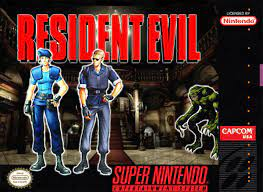 LICENSED BY
Nintendo
RESIDENT EVIL
CAPCOM
USA
SUPER NINTENDO
ENTERTAINMENT SYSTEM